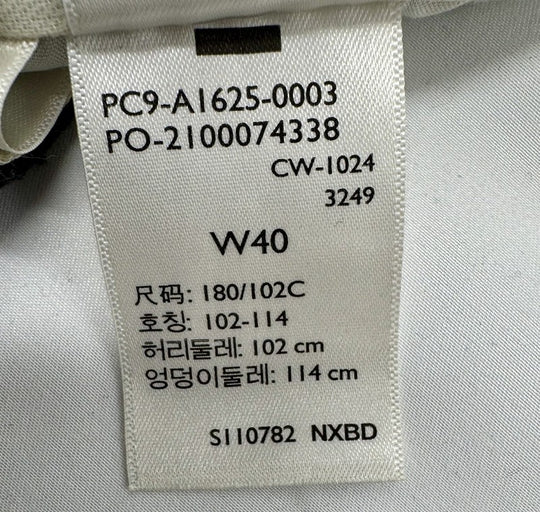 PC9-A1625-0003
PO-2100074338
CW-1024
3249
W40
尺码: 180/102C
호칭: 102-114
허리둘레: 102 cm
엉덩이둘레: 114 cm
S110782 NXBD